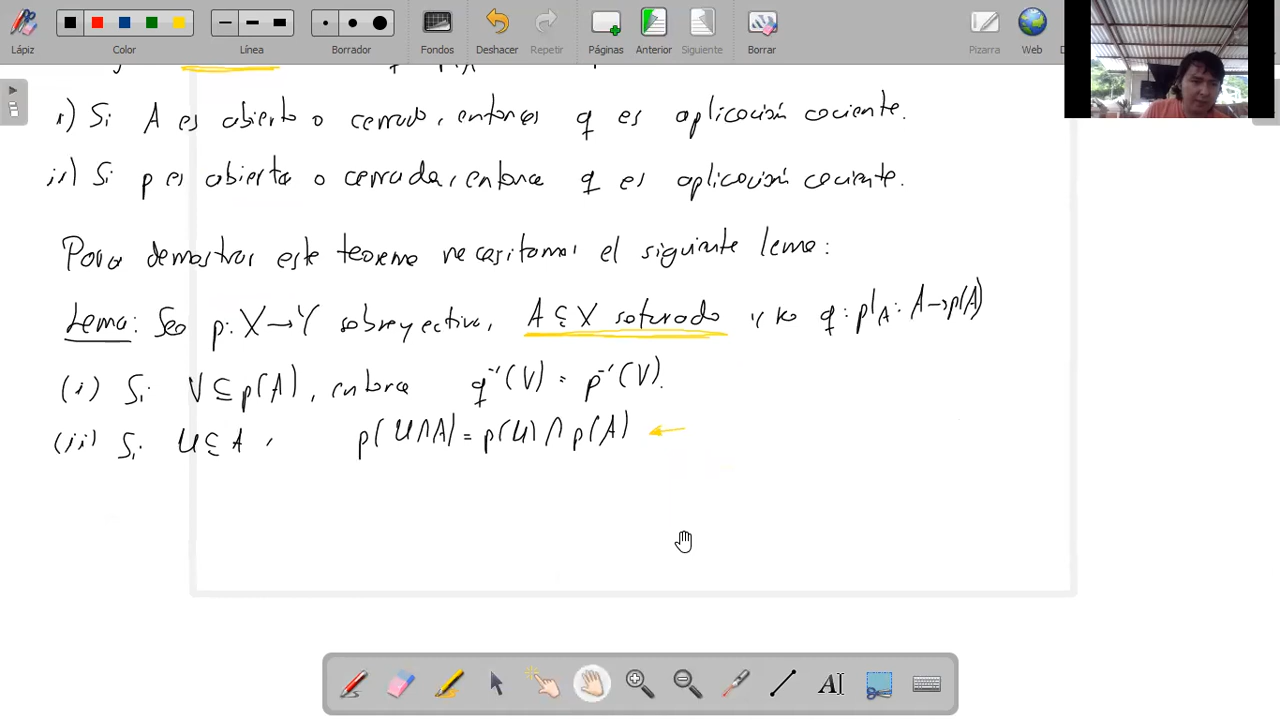 Lápiz Color Línea Borrador Fondos Deshacer Repetir Páginas Anterior Siguiente Borrar Pizarra Web
i) Si A es abierto o cerrado, entonces q es aplicación cociente.
ii) Si p es abierta o cerrada, entonce q es aplicación cociente.
Para demostrar este teorema necesitamos el siguiente lema:
Lema: Sea p: X→Y sobreyectiva, A ⊆ X saturado y sea q: p|A: A→p(A)
(i) Si V ⊆ p(A), entonce q⁻¹(V) = p⁻¹(V).
(ii) Si U ⊆ A, p(U∩A) = p(U) ∩ p(A) ←